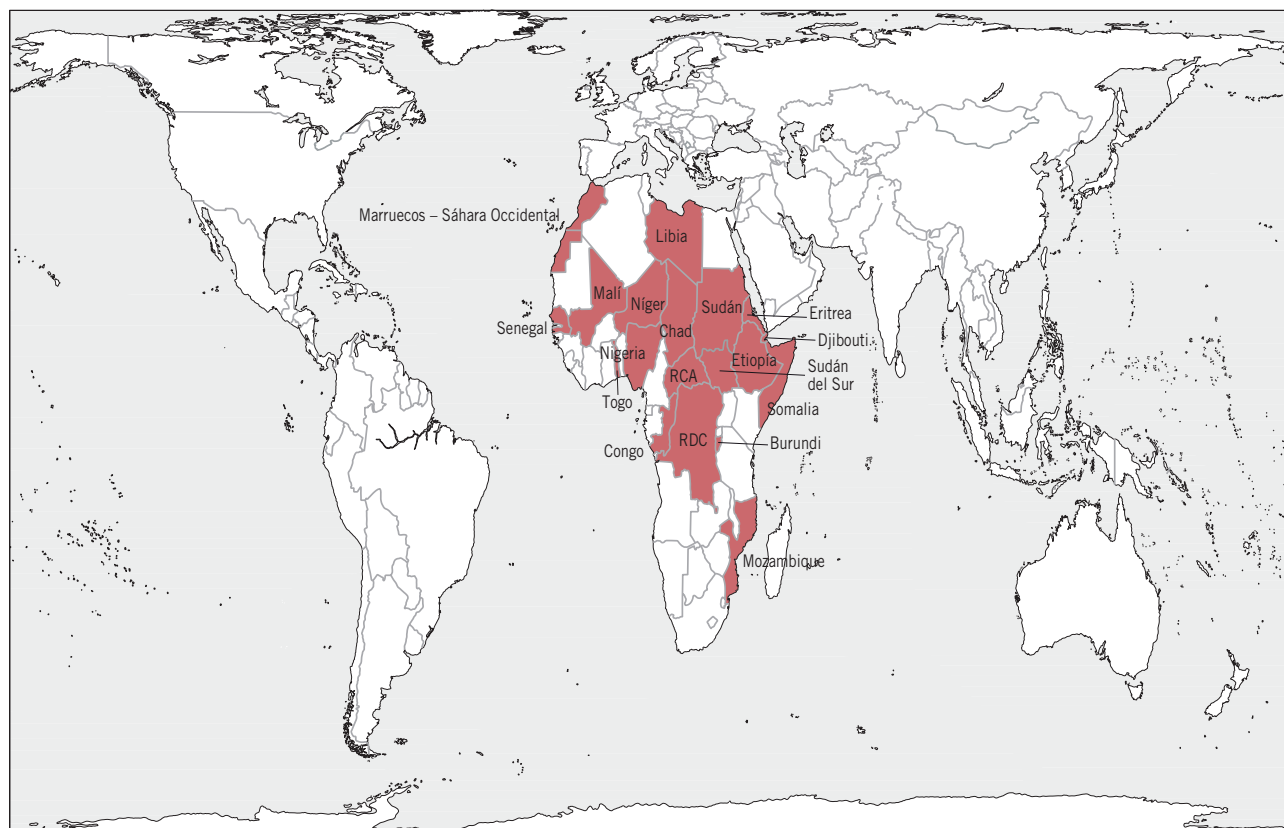 Marruecos – Sáhara Occidental
Libia
Malí
Níger
Sudán
Eritrea
Senegal
Chad
Djibouti
Nigeria
Etiopía
Sudán
del Sur
RCA
Togo
Somalia
RDC
Burundi
Congo
Mozambique